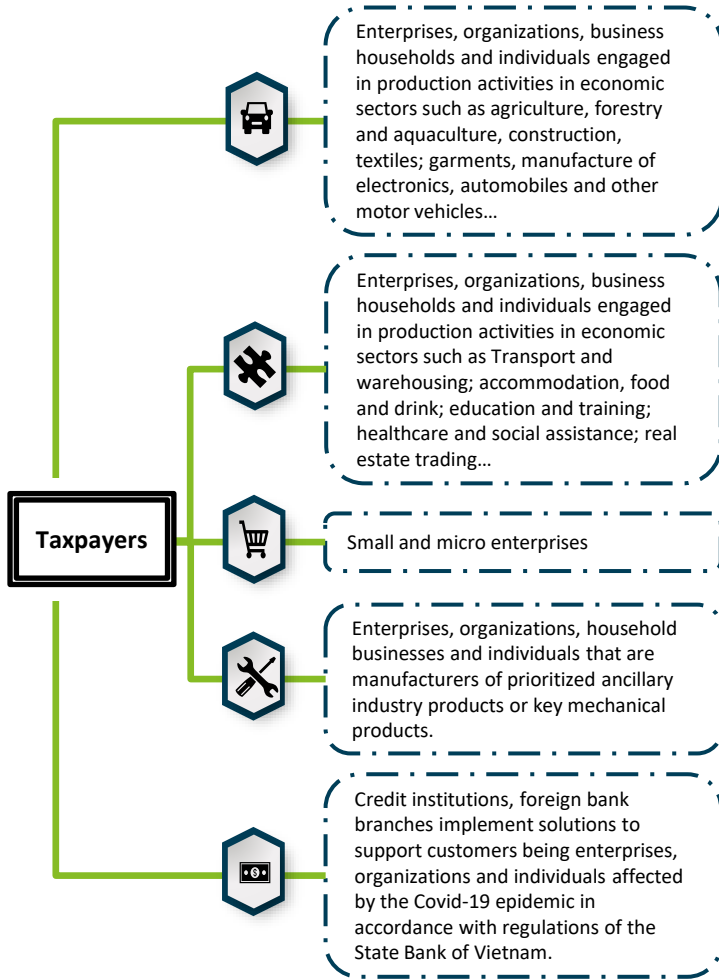 Enterprises, organizations, business
households and individuals engaged
in production activities in economic
sectors such as agriculture, forestry
and aquaculture, construction,
textiles; garments, manufacture of
electronics, automobiles and other
motor vehicles…
Enterprises, organizations, business
households and individuals engaged
in production activities in economic
sectors such as Transport and
warehousing; accommodation, food
and drink; education and training;
healthcare and social assistance; real
estate trading…
Taxpayers
Small and micro enterprises
Enterprises, organizations, household
businesses and individuals that are
manufacturers of prioritized ancillary
industry products or key mechanical
products.
Credit institutions, foreign bank
branches implement solutions to
support customers being enterprises,
organizations and individuals affected
by the Covid-19 epidemic in
accordance with regulations of the
State Bank of Vietnam.